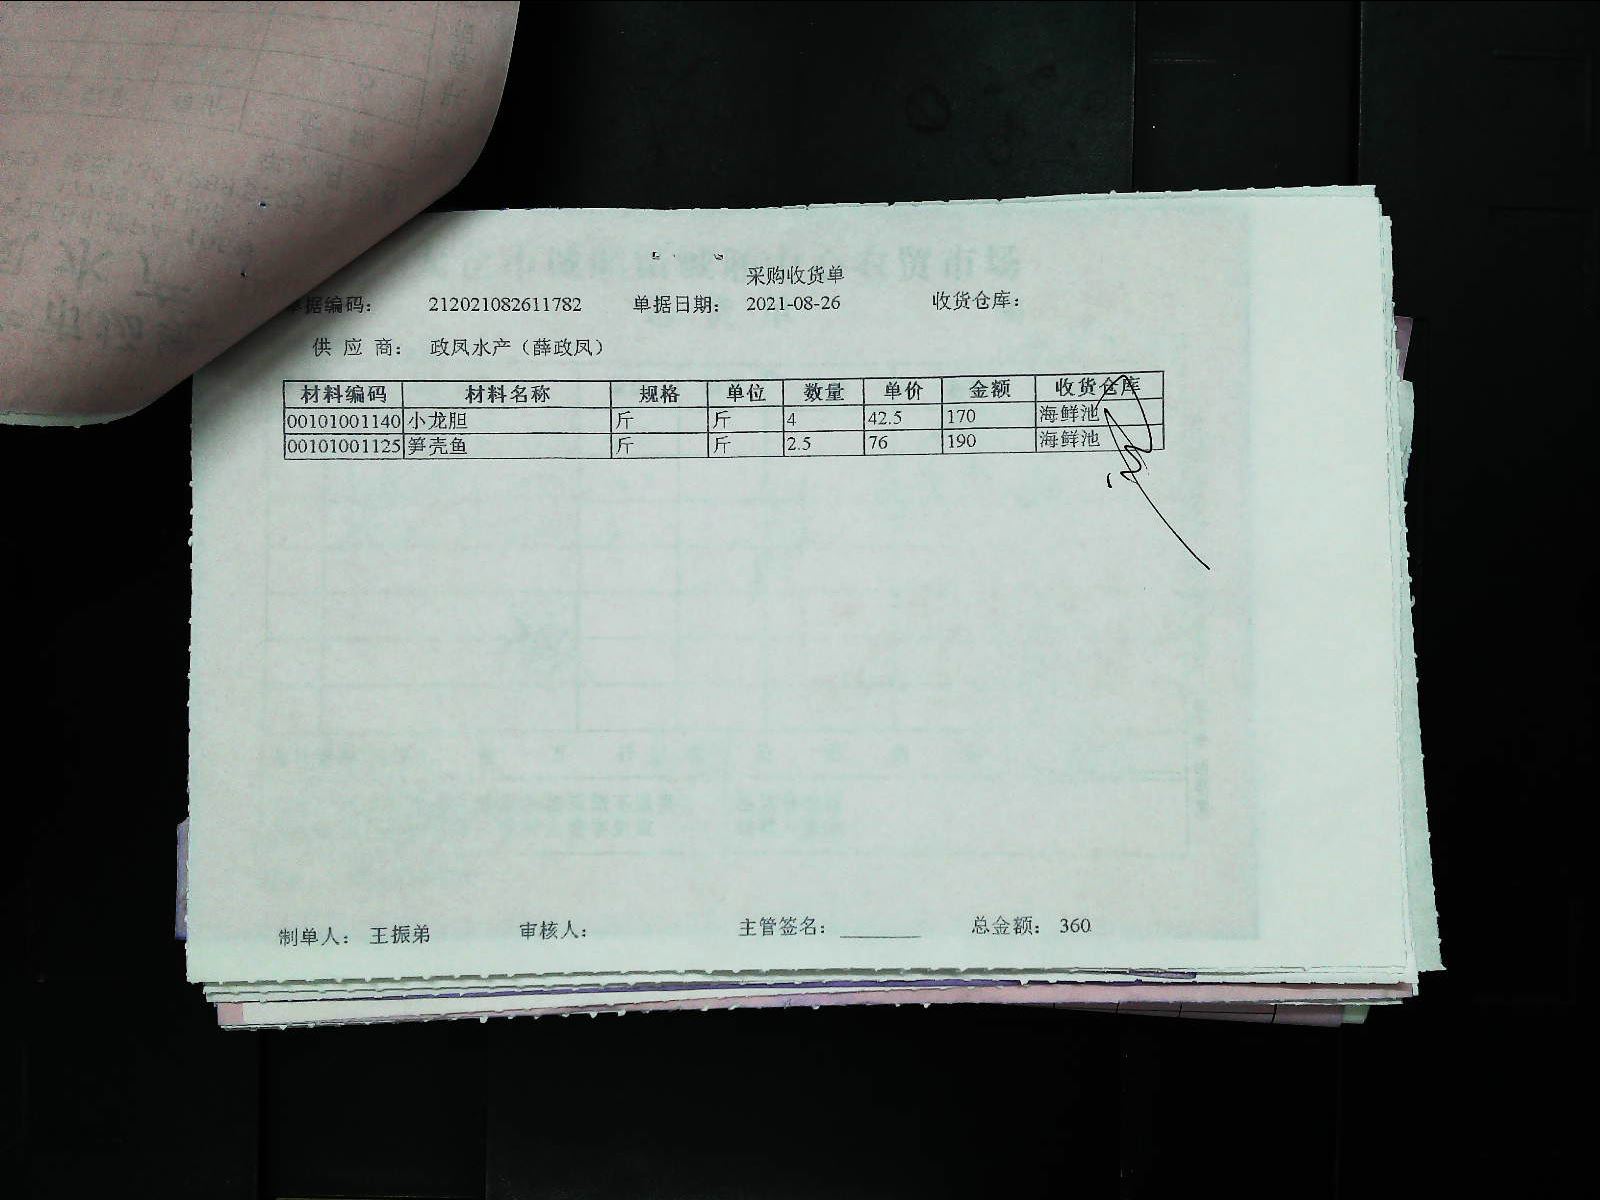 采购收货单
单据编码： 212021082611782 单据日期： 2021-08-26 收货仓库：
供 应 商： 政凤水产（薛政凤）
材料编码 材料名称 规格 单位 数量 单价 金额 收货仓库
00101001140 小龙胆 斤 斤 4 42.5 170 海鲜池
00101001125 笋壳鱼 斤 斤 2.5 76 190 海鲜池
制单人： 王振弟 审核人： 主管签名： 总金额： 360